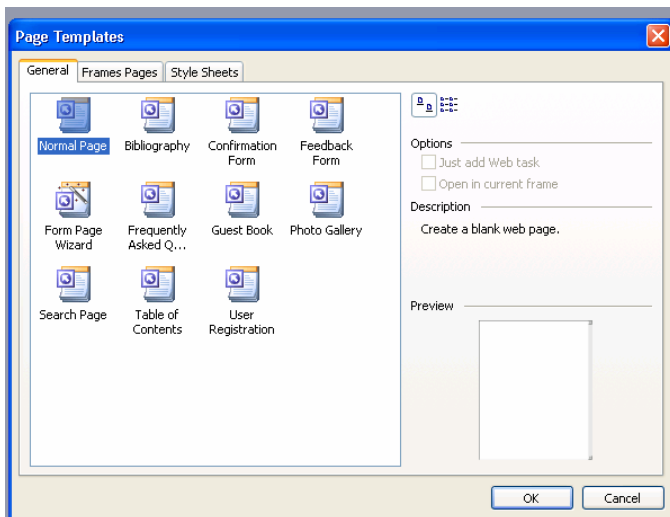 Page Templates
General Frames Pages Style Sheets
Normal Page Bibliography Confirmation Form Feedback Form
Form Page Wizard Frequently Asked Q... Guest Book Photo Gallery
Search Page Table of Contents User Registration
Options
Just add Web task
Open in current frame
Description
Create a blank web page.
Preview
OK Cancel